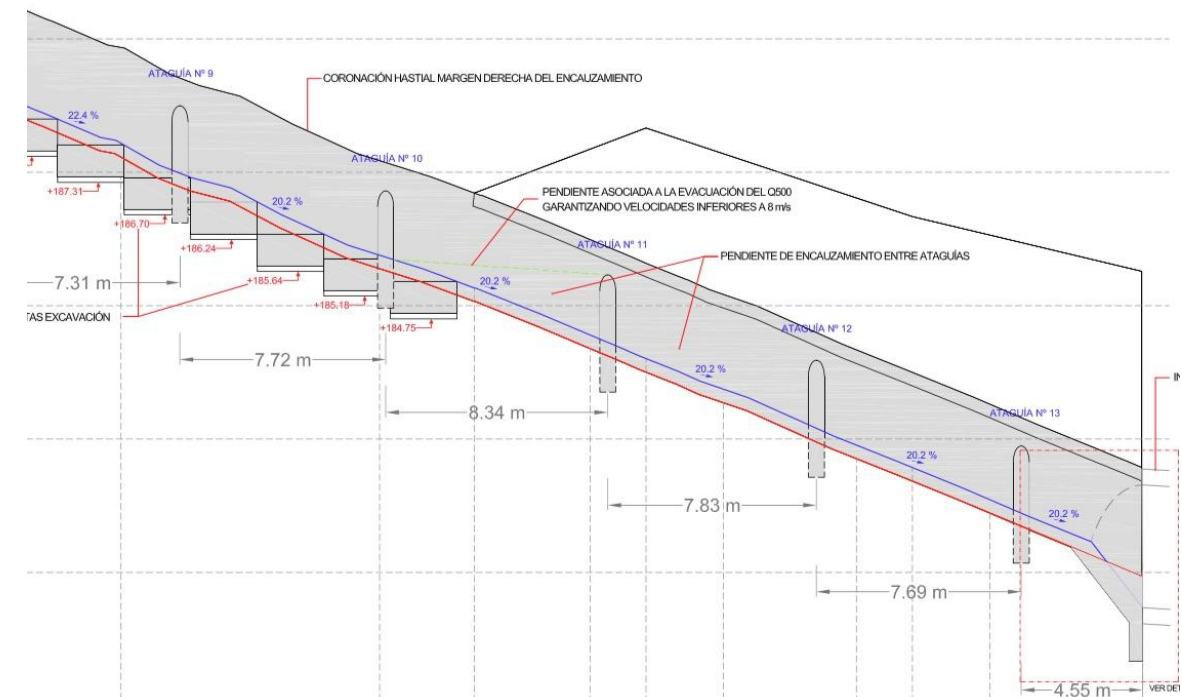 ATAGUÍA Nº 9
CORONACIÓN HASTIAL MARGEN DERECHA DEL ENCAUZAMIENTO
22.4 %
ATAGUÍA Nº 10
+187.31
PENDIENTE ASOCIADA A LA EVACUACIÓN DEL Q500
GARANTIZANDO VELOCIDADES INFERIORES A 8 m/s
20.2 %
+186.70
ATAGUÍA Nº 11
+186.24
PENDIENTE DE ENCAUZAMIENTO ENTRE ATAGUÍAS
7.31 m
+185.64
20.2 %
+185.18
TAS EXCAVACIÓN
+184.75
ATAGUÍA Nº 12
7.72 m
20.2 %
8.34 m
ATAGUÍA Nº 13
IN
20.2 %
7.83 m
20.2 %
7.69 m
4.55 m
VER DET